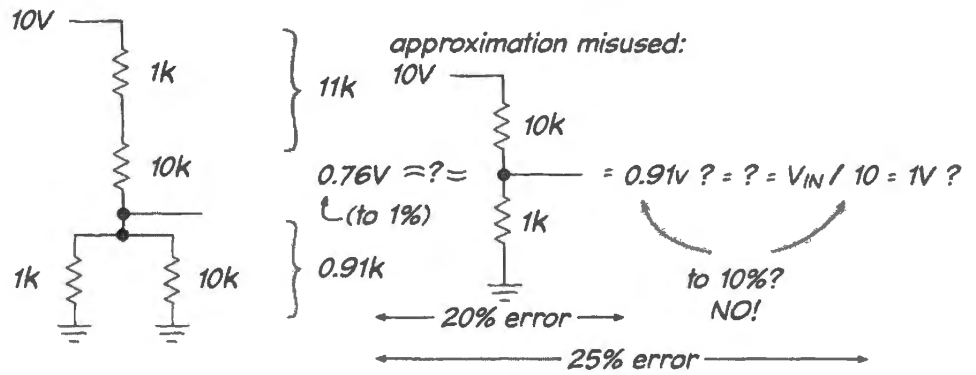 10V
1k
11k
10k
1k
10k
0.91k
approximation misused:
10V
10k
0.76V =?= = 0.91v ? = ? = VIN / 10 = 1V ?
(to 1%)
1k
to 10%?
NO!
20% error
25% error